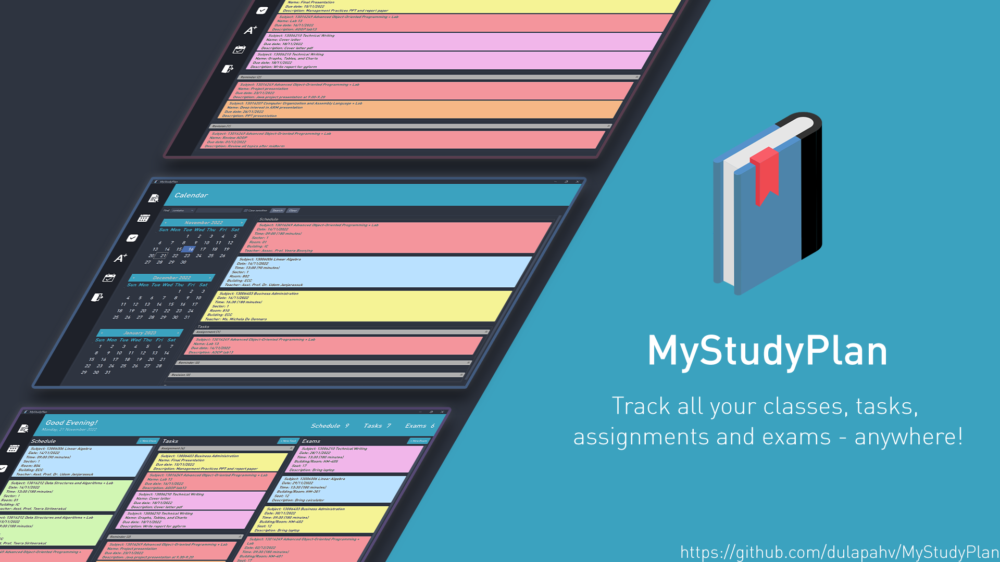 Name: Final Presentation
Due date: 15/11/2022
Description: Management Practices PPT and report paper
Subject: 13016249 Advanced Object-Oriented Programming + Lab
Name: Lab 13
Due date: 16/11/2022
Description: AOOP lab13
Subject: 13006210 Technical Writing
Name: Cover letter
Due date: 18/11/2022
Description: Cover letter pdf
Subject: 13006210 Technical Writing
Name: Graphs, Tables, and Charts
Due date: 18/11/2022
Description: Write report for ggform
Reminder (2)
Subject: 13016249 Advanced Object-Oriented Programming + Lab
Name: Project presentation
Due date: 23/11/2022
Description: Java project presentation at 9.00-9.20
Subject: 13016207 Computer Organization and Assembly Language + Lab
Name: Deep interest in ARM presentation
Due date: 26/11/2022
Description: PPT presentation
Revision (1)
Subject: 13016249 Advanced Object-Oriented Programming + Lab
Name: Review AOOP
Due date: 01/12/2022
Description: Review all topics after midterm
A+
MyStudyPlan
Calendar
Find contains Case sensitive Search Clear
November 2022
Sun Mon Tue Wed Thu Fri Sat
1 2 3 4 5
6 7 8 9 10 11 12
13 14 15 16 17 18 19
20 21 22 23 24 25 26
27 28 29 30
December 2022
Sun Mon Tue Wed Thu Fri Sat
1 2 3
4 5 6 7 8 9 10
11 12 13 14 15 16 17
18 19 20 21 22 23 24
25 26 27 28 29 30 31
January 2023
Sun Mon Tue Wed Thu Fri Sat
1 2 3 4 5 6 7
8 9 10 11 12 13 14
15 16 17 18 19 20 21
22 23 24 25 26 27 28
29 30 31
A+
Schedule
Subject: 13016249 Advanced Object-Oriented Programming + Lab
Date: 16/11/2022
Time: 09:00 (180 minutes)
Sector: 1
Room: 01
Building: IC
Teacher: Assoc. Prof. Veera Boonjing
Subject: 13006006 Linear Algebra
Date: 16/11/2022
Time: 13:00 (90 minutes)
Sector: 1
Room: 802
Building: ECC
Teacher: Asst. Prof. Dr. Udom Janjarassuk
Subject: 13006403 Business Administration
Date: 16/11/2022
Time: 16:30 (180 minutes)
Sector: 1
Room: 810
Building: ECC
Teacher: Ms. Michela De Gennaro
Tasks
Assignment (1)
Subject: 13016249 Advanced Object-Oriented Programming + Lab
Name: Lab 13
Due date: 16/11/2022
Description: AOOP lab13
Reminder (0)
Revision (0)
MyStudyPlan
Good Evening!
Monday, 21 November 2022
Schedule 9 Tasks 7 Exams 6
Schedule + New Class
Subject: 13006006 Linear Algebra
Date: 14/11/2022
Time: 09:00 (90 minutes)
Sector: 1
Room: 804
Building: ECC
Teacher: Asst. Prof. Dr. Udom Janjarassuk
Subject: 13016212 Data Structures and Algorithms + Lab
Date: 14/11/2022
Time: 13:00 (180 minutes)
Sector: 1
Room: 01
uilding: IC
acher: Asst. Prof. Teera Siriteerakul
ct: 13016212 Data Structures and Algorithms + Lab
15/11/2022
9:00 (180 minutes)
C
t. Prof. Teera Siriteerakul
49 Advanced Object-Oriented Programming +
Tasks + New Task
Assignment (4)
Subject: 13006403 Business Administration
Name: Final Presentation
Due date: 15/11/2022
Description: Management Practices PPT and report paper
Subject: 13016249 Advanced Object-Oriented Programming + Lab
Name: Lab 13
Due date: 16/11/2022
Description: AOOP lab13
Subject: 13006210 Technical Writing
Name: Cover letter
Due date: 18/11/2022
Description: Cover letter pdf
Subject: 13006210 Technical Writing
Name: Graphs, Tables, and Charts
Due date: 18/11/2022
Description: Write report for ggform
Reminder (2)
Subject: 13016249 Advanced Object-Oriented Programming + Lab
Name: Project presentation
Due date: 23/11/2022
Description: Java project presentation at 9.00-9.20
Exams + New Exam
Subject: 13006210 Technical Writing
Date: 28/11/2022
Time: 13:30 (180 minutes)
Building/Room: HM-405
Seat: 17
Description: Bring laptop
Subject: 13006006 Linear Algebra
Date: 29/11/2022
Time: 13:30 (180 minutes)
Building/Room: HM-301
Seat: 12
Description: Bring calculator
Subject: 13006403 Business Administration
Date: 30/11/2022
Time: 09:30 (180 minutes)
Building/Room: HM-402
Seat: 12
Description: Bring laptop
Subject: 13016249 Advanced Object-Oriented Programming +
Lab
Date: 02/12/2022
Time: 09:30 (180 minutes)
Building/Room: HM-401
Seat: 17
MyStudyPlan
Track all your classes, tasks,
assignments and exams - anywhere!
https://github.com/dulapahv/MyStudyPlan